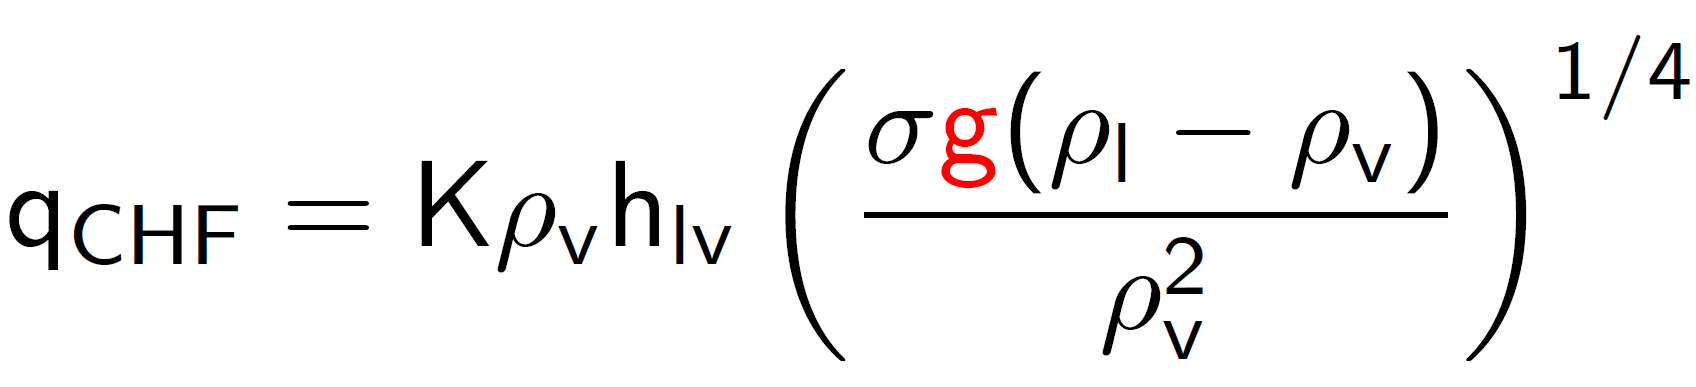 q_CHF = Kρ_v h_lv (σg(ρ_l − ρ_v) / ρ_v^2)^1/4